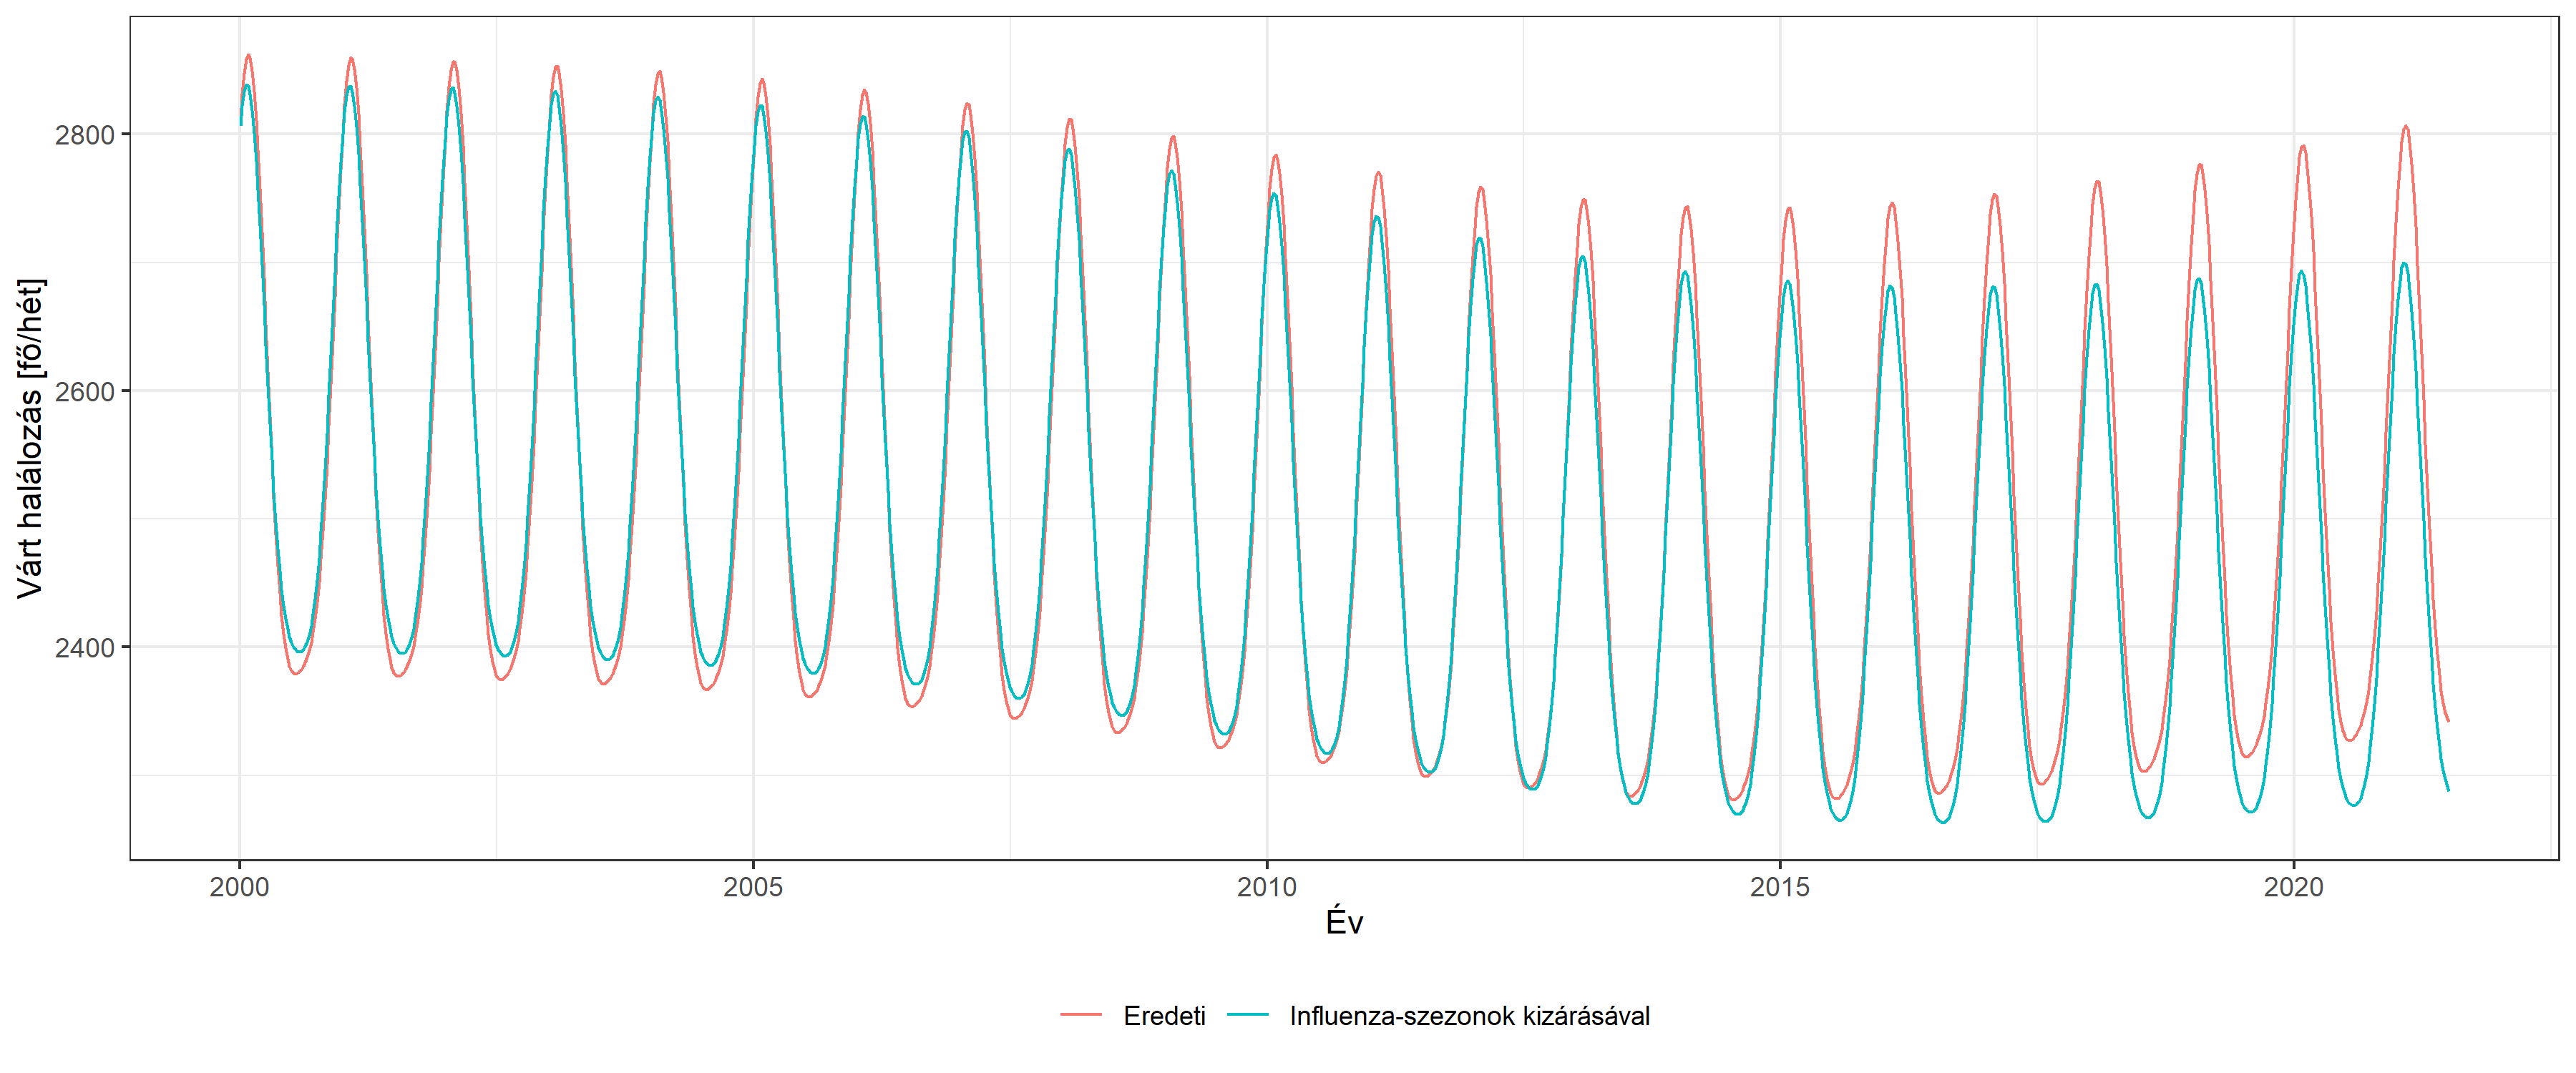 Várt halálozás [fő/hét]
2800
2600
2400
2000 2005 2010 2015 2020
Év
Eredeti Influenza-szezonok kizárásával